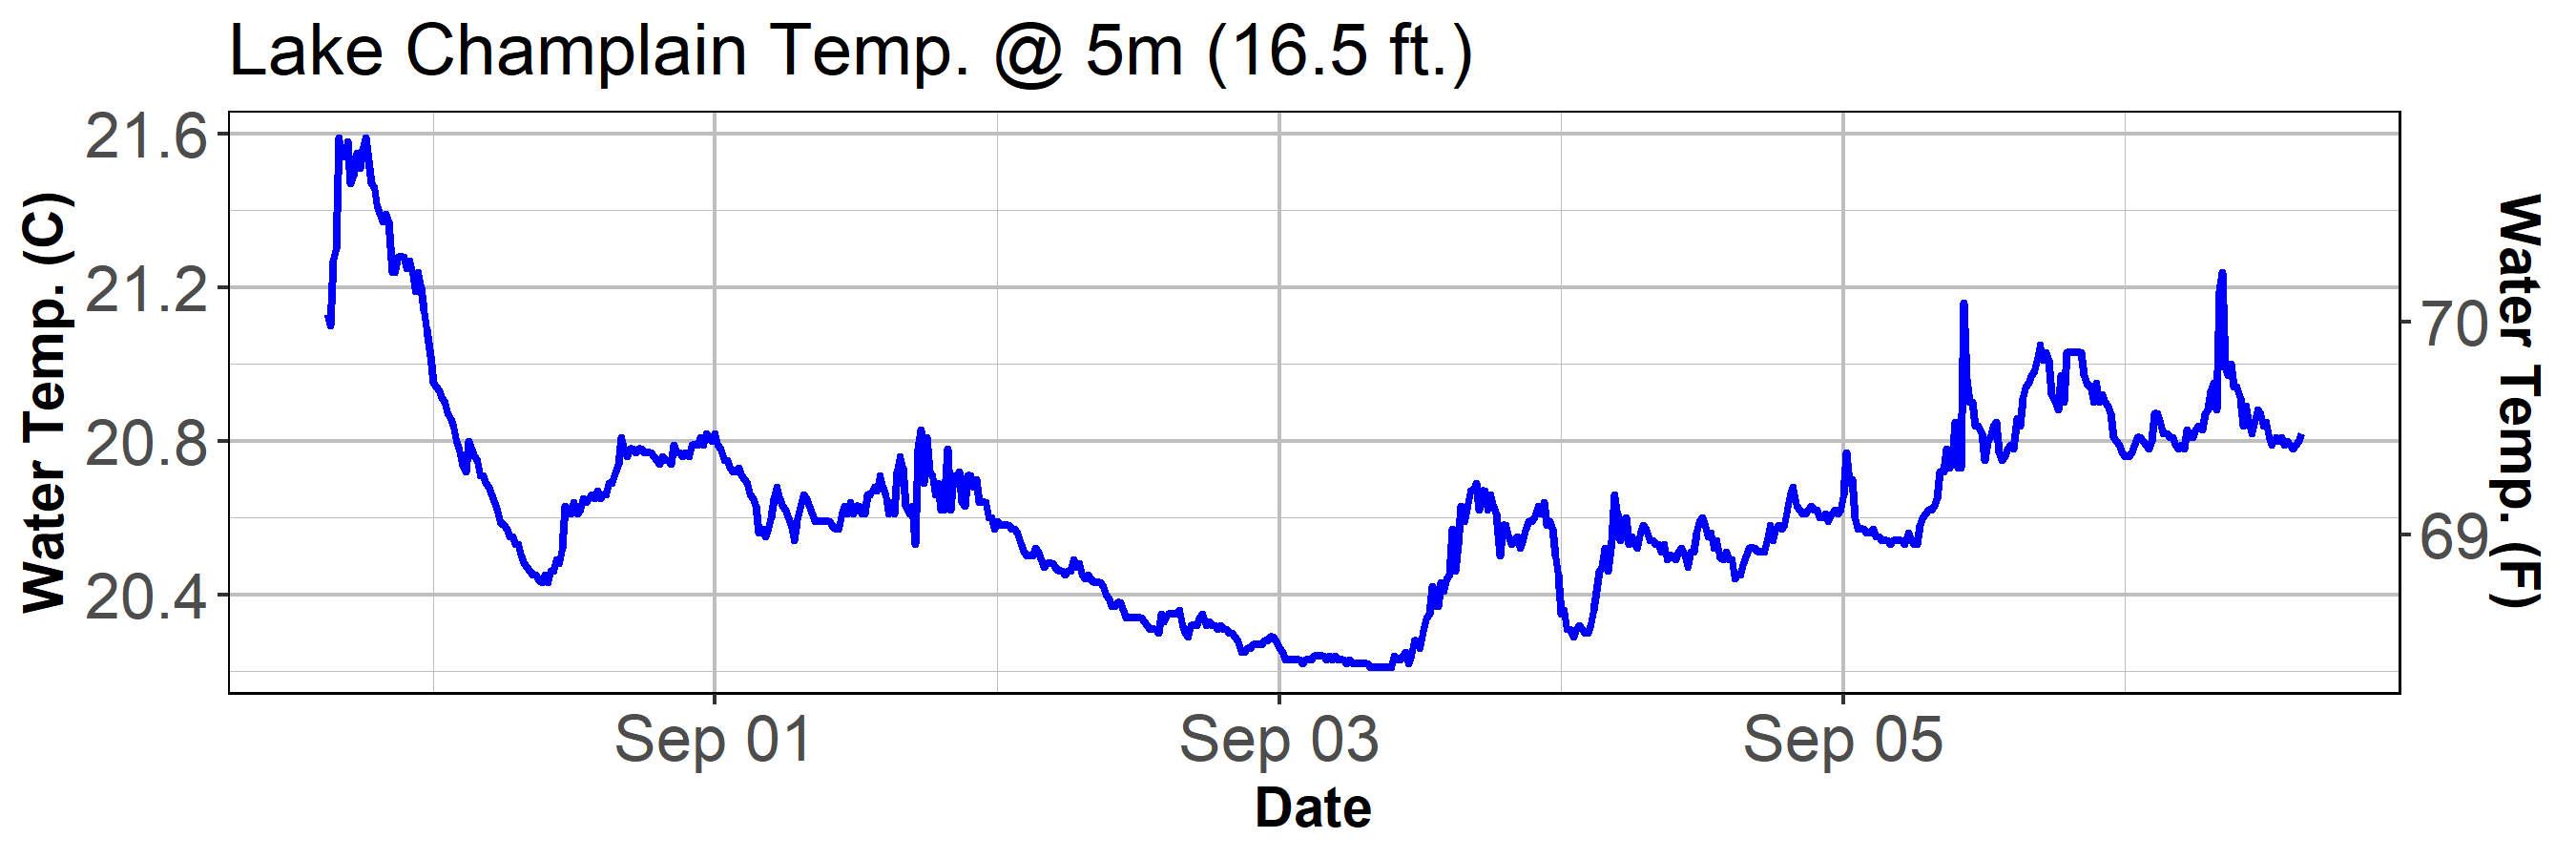 Lake Champlain Temp. @ 5m (16.5 ft.)
Water Temp. (C)
21.6
21.2
20.8
20.4
70
69
Water Temp. (F)
Sep 01
Sep 03
Sep 05
Date